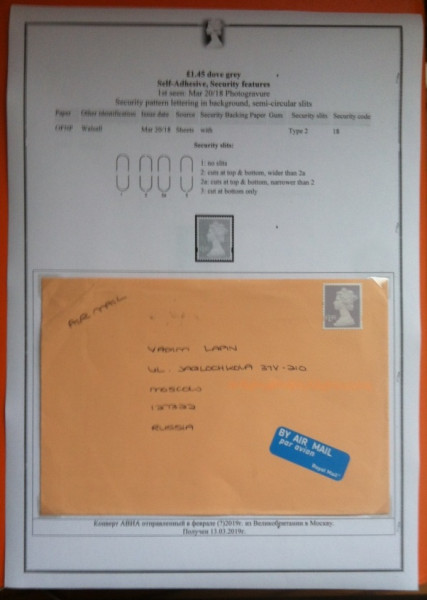 £1.45 dove grey
Self-Adhesive, Security features
1st seen: Mar 20/18 Photogravure
Security pattern lettering in background, semi-circular slits
Paper Other identification Issue date Source Security Backing Paper Gum Security slits Security code
Walsall Mar 20/18 Sheets with Type 2 18
Security slits:
1: no slits
2: cuts at top & bottom, wider than 2a
2a: cuts at top & bottom, narrower than 2
3: cut at bottom only
AIR MAIL
VADIM LAPIN
UL. JABLOCHKOVA 37V-210
MOSCOW
127322
RUSSIA
BY AIR MAIL
par avion
Royal Mail
Конверт АВИА отправленный в феврале (?)2019г. из Великобритании в Москву.
Получен 13.03.2019г.